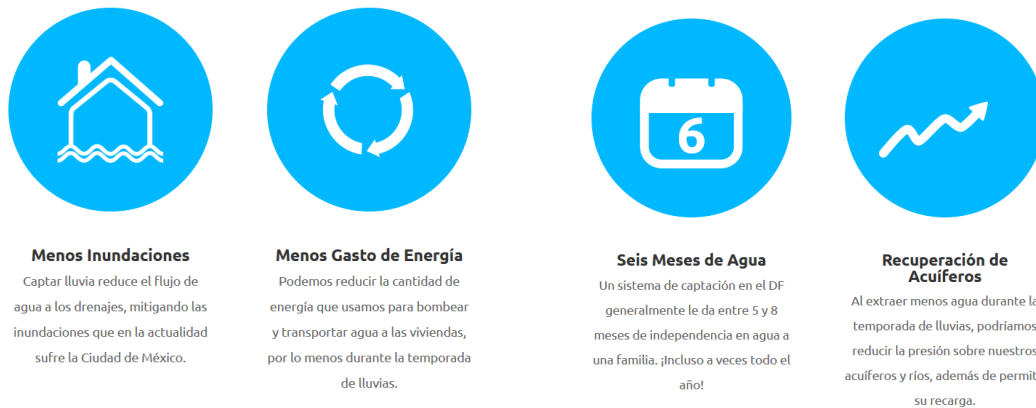 6
Menos Inundaciones
Captar lluvia reduce el flujo de
agua a los drenajes, mitigando las
inundaciones que en la actualidad
sufre la Ciudad de México.
Menos Gasto de Energía
Podemos reducir la cantidad de
energía que usamos para bombear
y transportar agua a las viviendas,
por lo menos durante la temporada
de lluvias.
Seis Meses de Agua
Un sistema de captación en el DF
generalmente le da entre 5 y 8
meses de independencia en agua a
una familia. ¡Incluso a veces todo el
año!
Recuperación de
Acuíferos
Al extraer menos agua durante la
temporada de lluvias, podríamos
reducir la presión sobre nuestros
acuíferos y ríos, además de permit
su recarga.